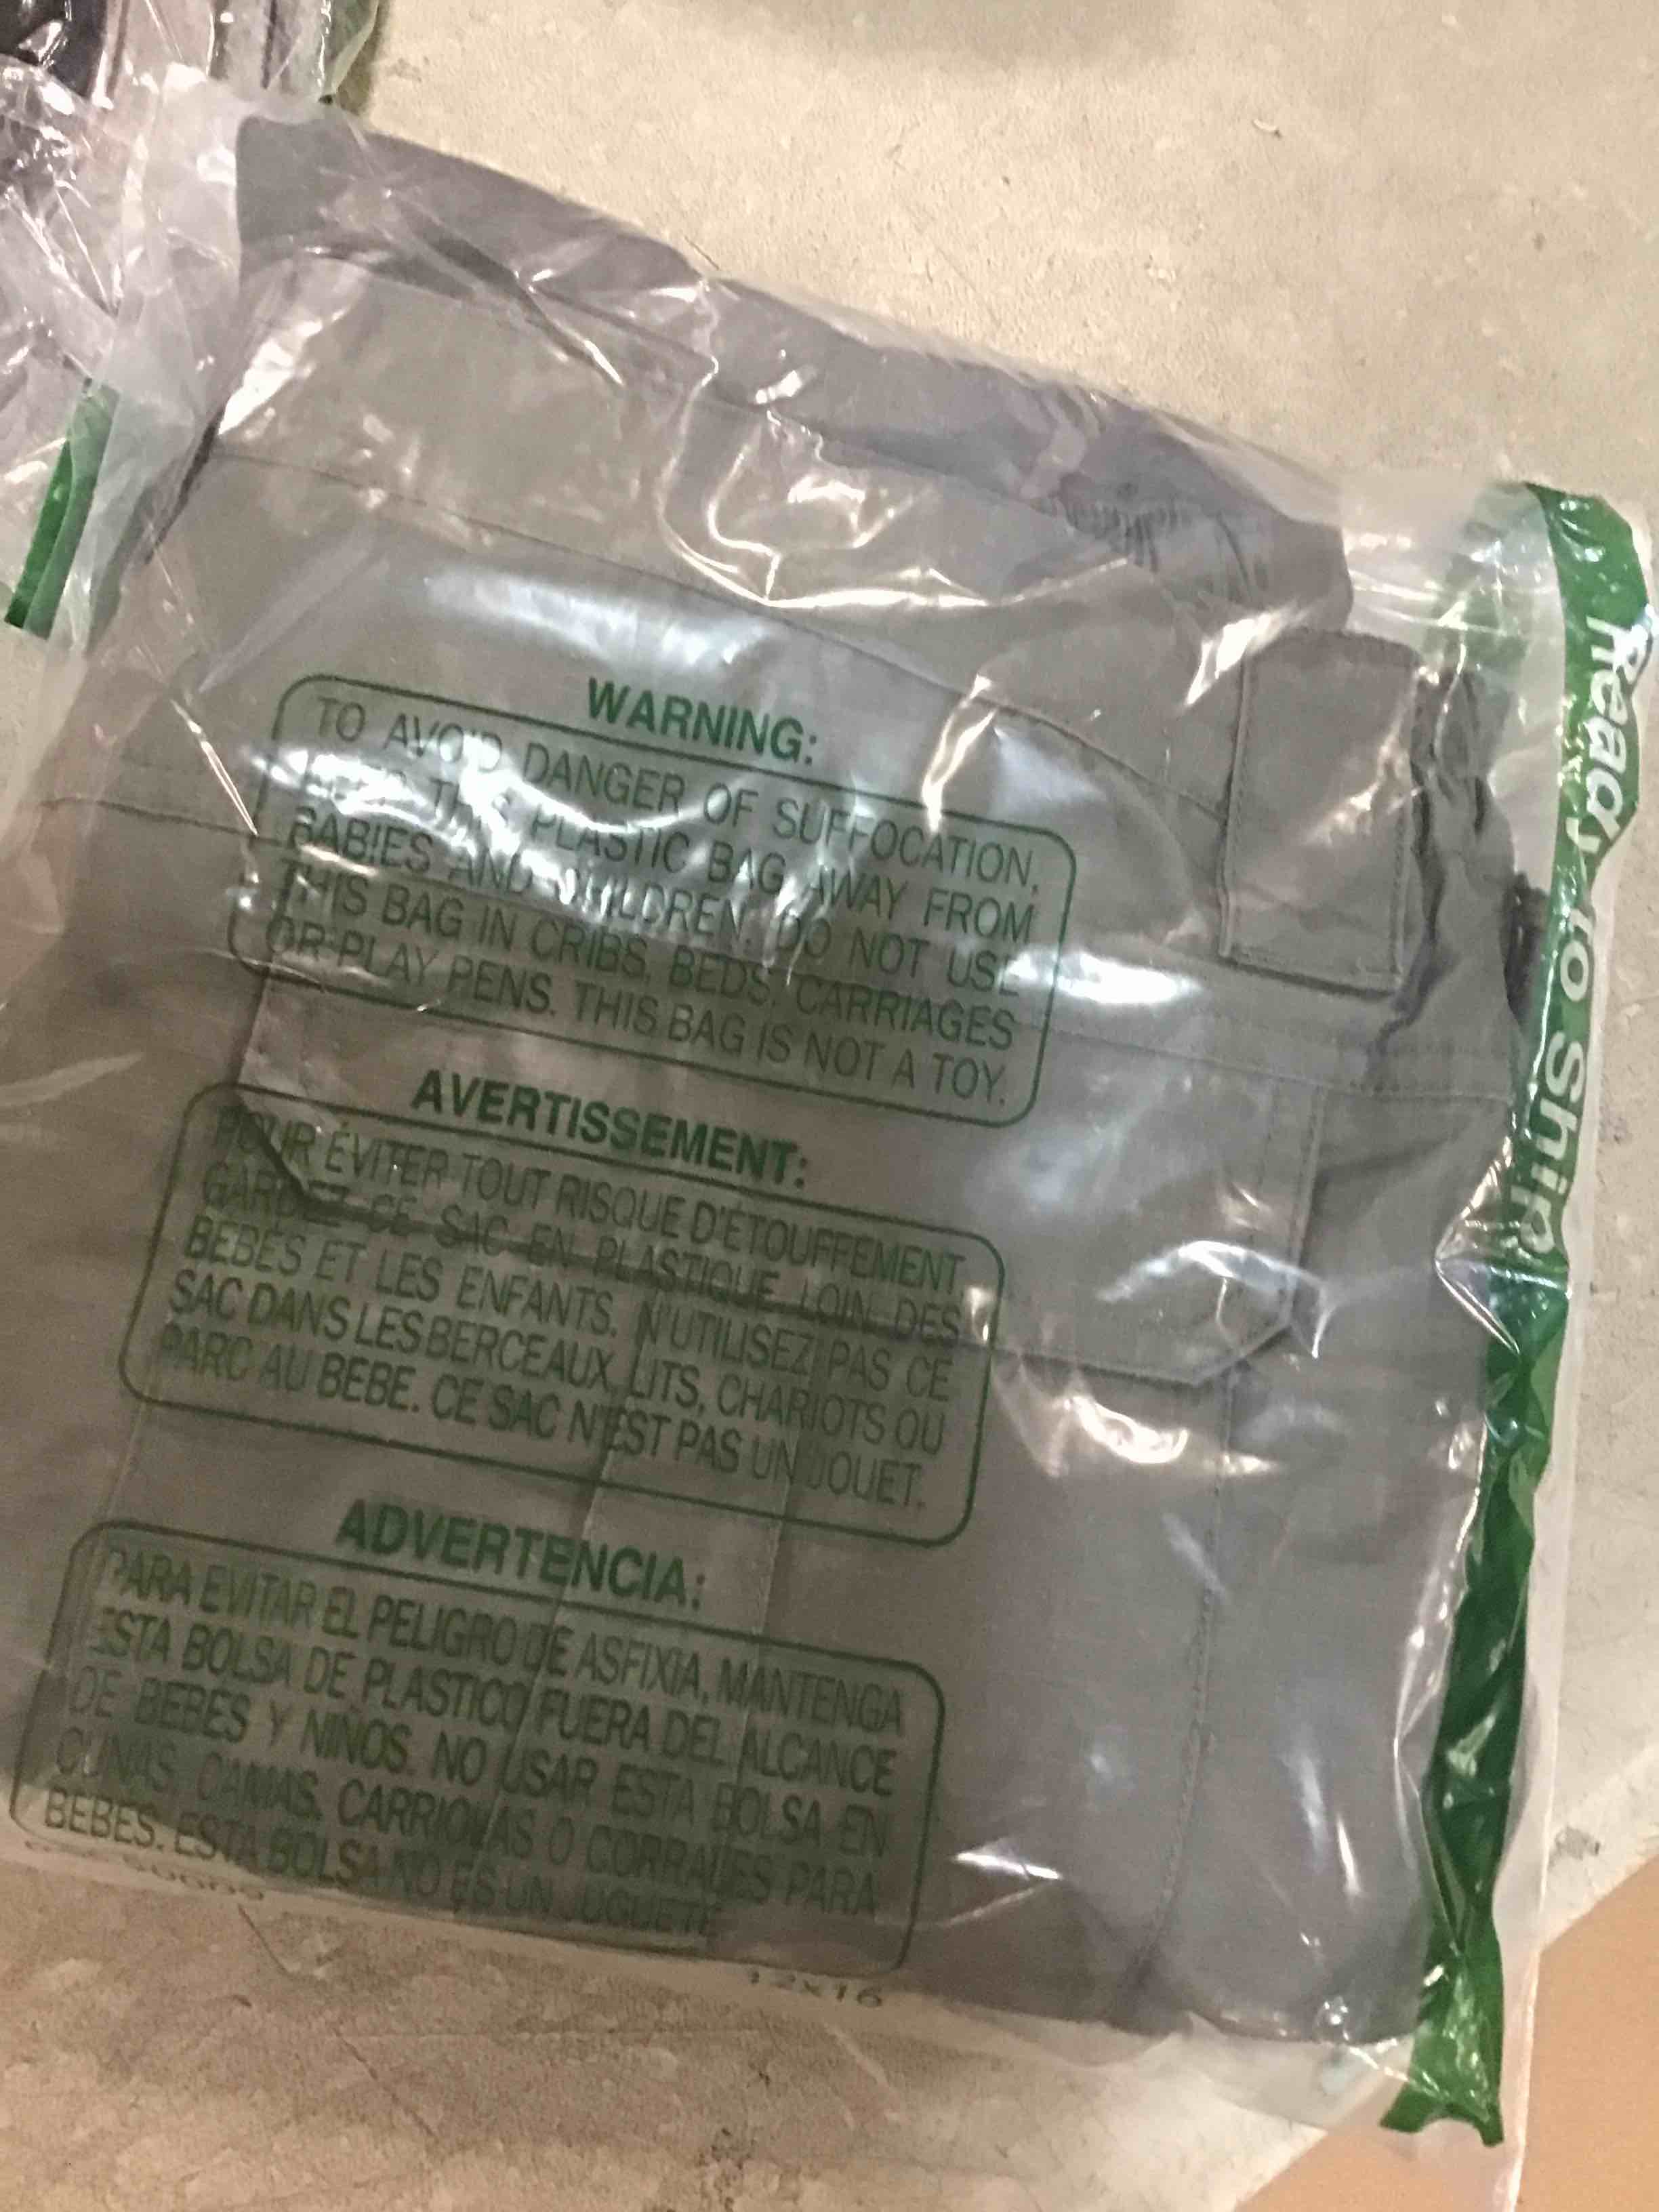 WARNING:
TO AVOID DANGER OF SUFFOCATION,
KEEP THIS PLASTIC BAG AWAY FROM
BABIES AND CHILDREN. DO NOT USE
THIS BAG IN CRIBS, BEDS, CARRIAGES
OR PLAY PENS. THIS BAG IS NOT A TOY.
AVERTISSEMENT:
POUR ÉVITER TOUT RISQUE D'ÉTOUFFEMENT
GARDEZ CE SAC EN PLASTIQUE LOIN DES
BEBÉS ET LES ENFANTS. N'UTILISEZ PAS CE
SAC DANS LES BERCEAUX, LITS, CHARIOTS OU
PARC AU BEBE. CE SAC N'EST PAS UN JOUET.
ADVERTENCIA:
PARA EVITAR EL PELIGRO DE ASFIXIA, MANTENGA
ESTA BOLSA DE PLASTICO FUERA DEL ALCANCE
DE BEBES Y NIÑOS. NO USAR ESTA BOLSA EN
CUNAS, CAMAS, CARRIOLAS O CORRALES PARA
BEBES. ESTA BOLSA NO ES UN JUGUETE
12x16
Ready to Ship